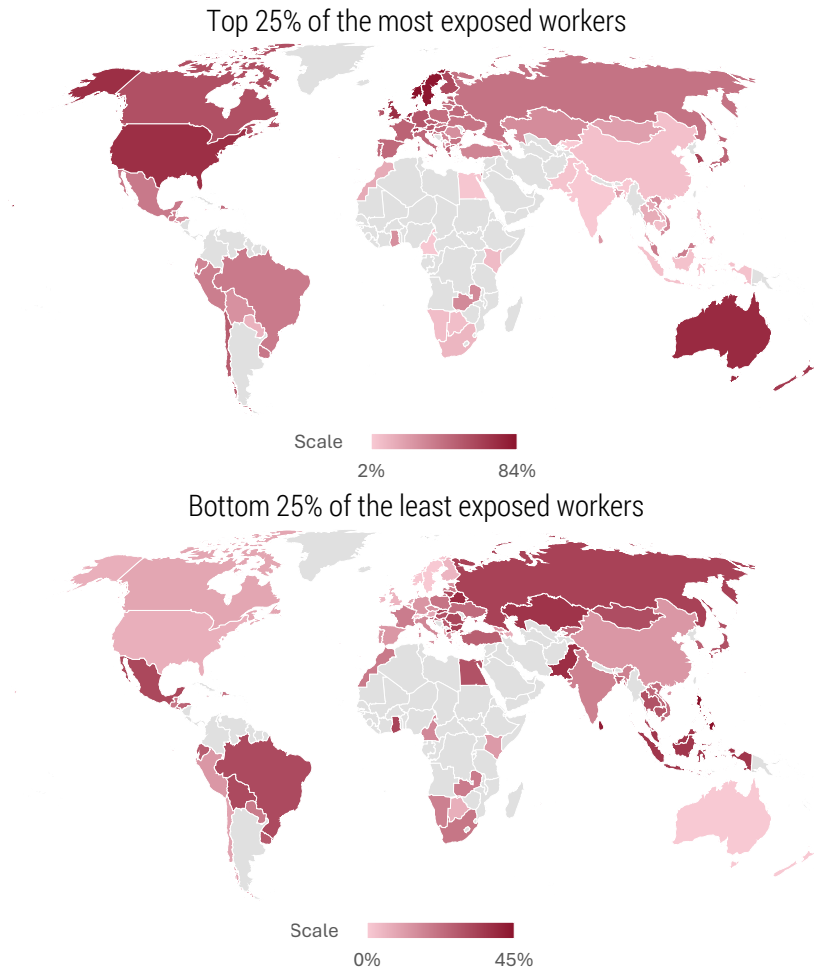 Top 25% of the most exposed workers
Scale
2% 84%
Bottom 25% of the least exposed workers
Scale
0% 45%